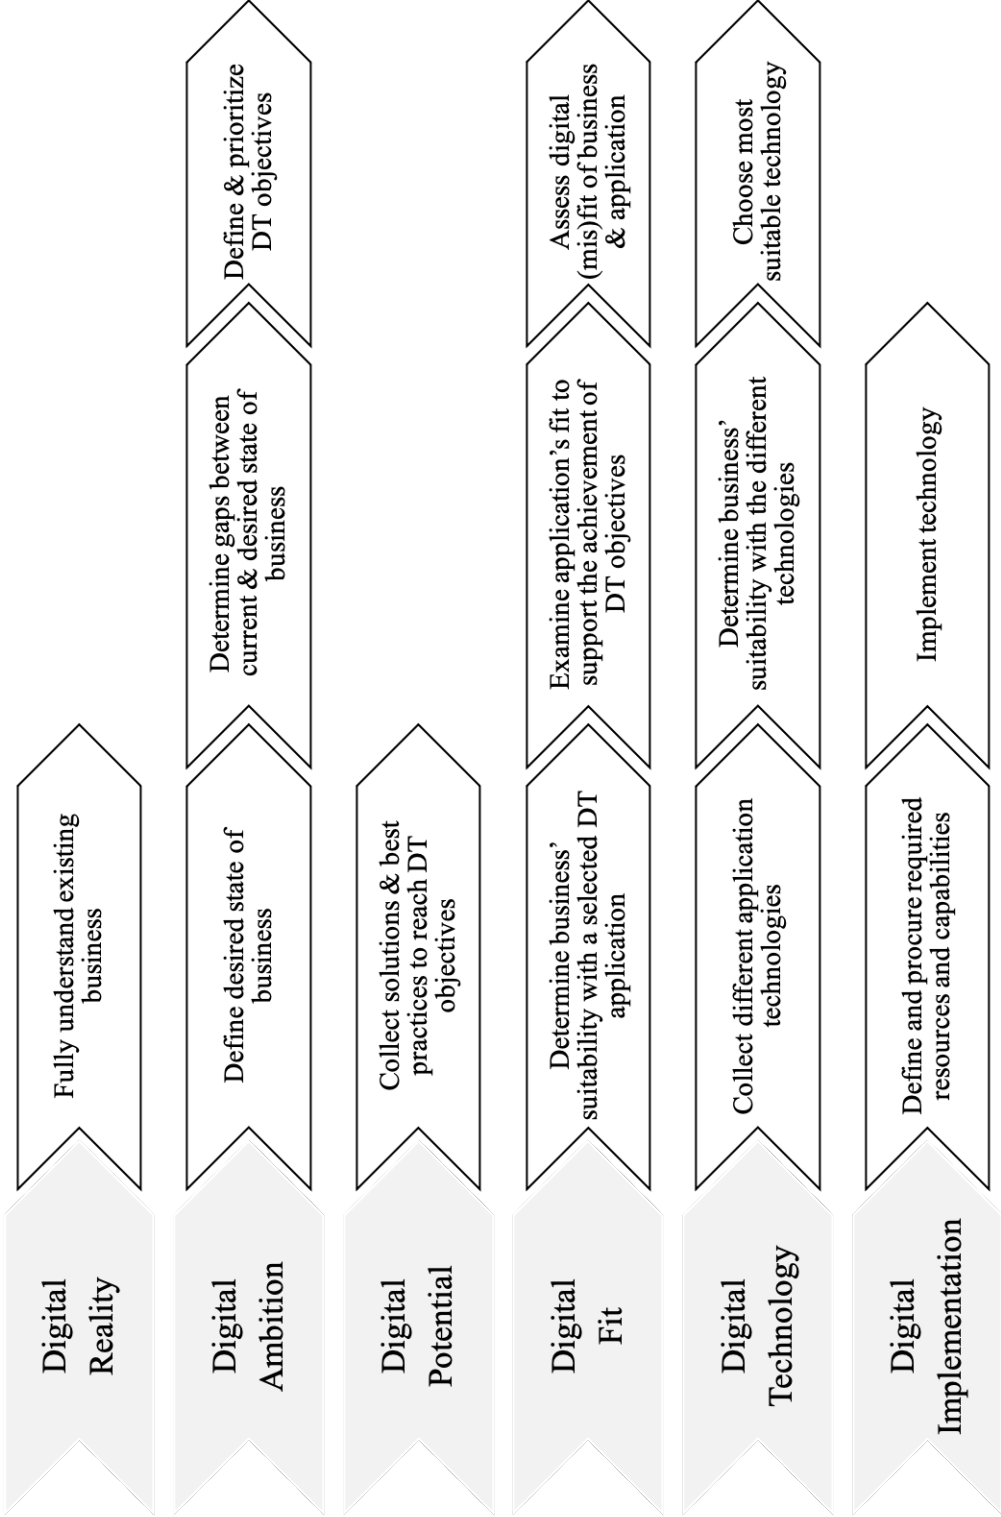 Digital
Reality
Fully understand existing
business
Digital
Ambition
Define desired state of
business
Determine gaps between
current & desired state of
business
Define & prioritize
DT objectives
Digital
Potential
Collect solutions & best
practices to reach DT
objectives
Digital
Fit
Determine business’
suitability with a selected DT
application
Examine application’s fit to
support the achievement of
DT objectives
Assess digital
(mis)fit of business
& application
Digital
Technology
Collect different application
technologies
Determine business’
suitability with the different
technologies
Choose most
suitable technology
Digital
Implementation
Define and procure required
resources and capabilities
Implement technology